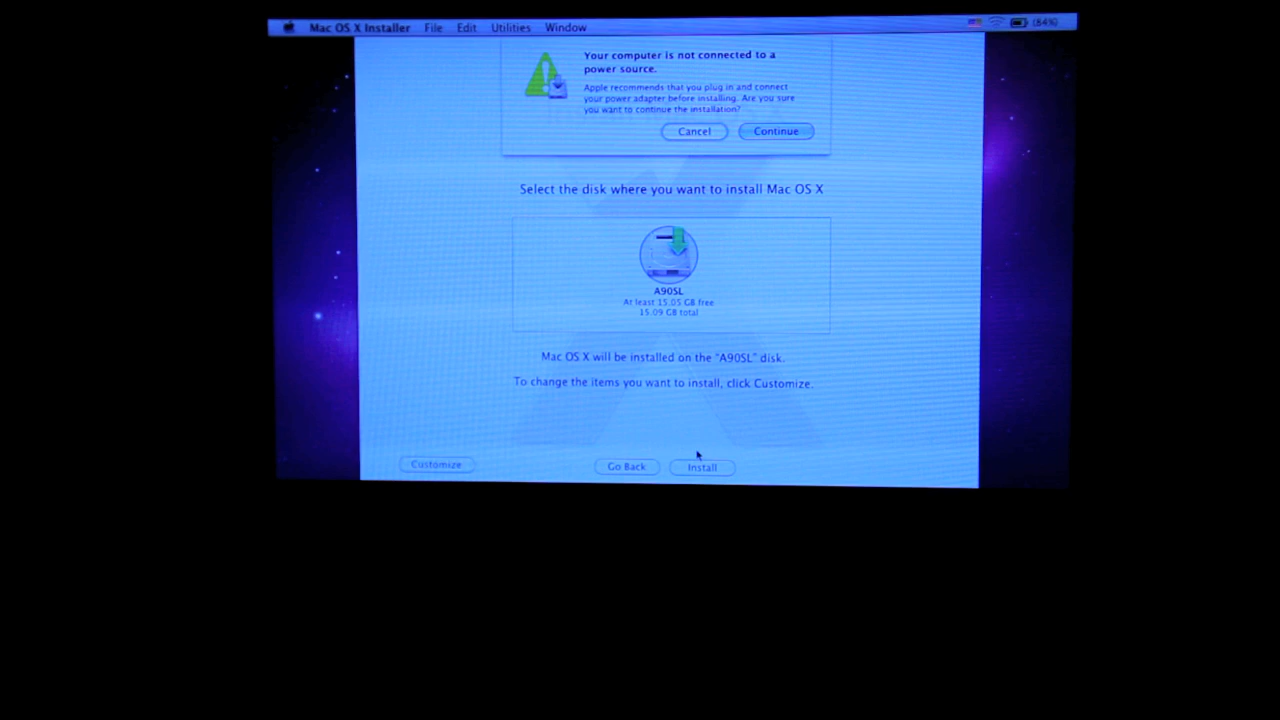 Mac OS X Installer File Edit Utilities Window (84%)
Your computer is not connected to a
power source.
Apple recommends that you plug in and connect
your power adapter before installing. Are you sure
you want to continue the installation?
Cancel Continue
Select the disk where you want to install Mac OS X
A90SL
At least 15.05 GB free
15.09 GB total
Mac OS X will be installed on the "A90SL" disk.
To change the items you want to install, click Customize.
Customize Go Back Install